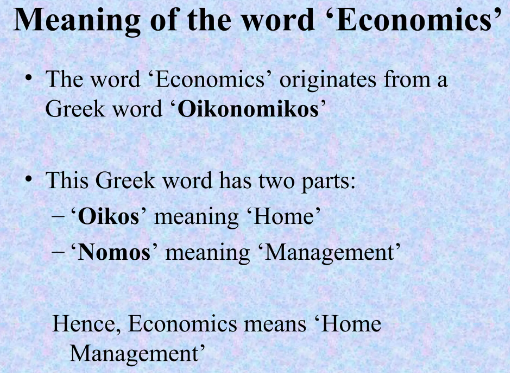 Meaning of the word ‘Economics’
• The word ‘Economics’ originates from a
Greek word ‘Oikonomikos’
• This Greek word has two parts:
– ‘Oikos’ meaning ‘Home’
– ‘Nomos’ meaning ‘Management’
Hence, Economics means ‘Home
Management’